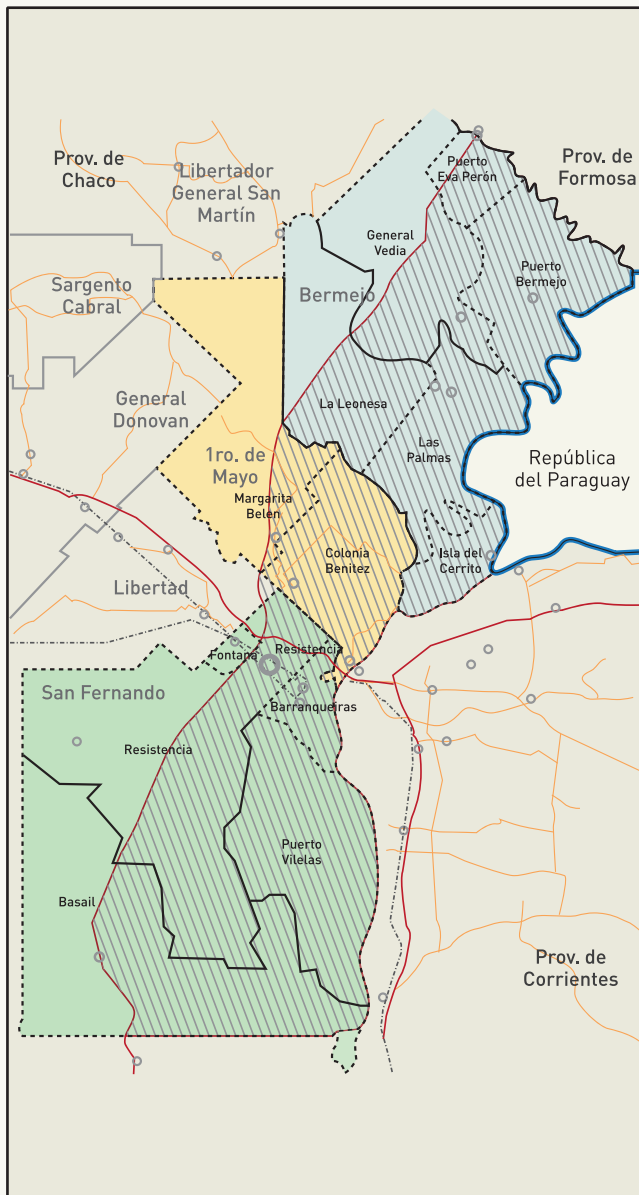 Prov. de
Chaco
Libertador
General San
Martín
Puerto
Eva Perón
Prov. de
Formosa
General
Vedia
Puerto
Bermejo
Sargento
Cabral
Bermejo
General
Donovan
La Leonesa
Las
Palmas
República
del Paraguay
1ro. de
Mayo
Margarita
Belén
Colonia
Benitez
Isla del
Cerrito
Libertad
Fontana
Resistencia
San Fernando
Barranqueiras
Resistencia
Puerto
Vilelas
Basail
Prov. de
Corrientes